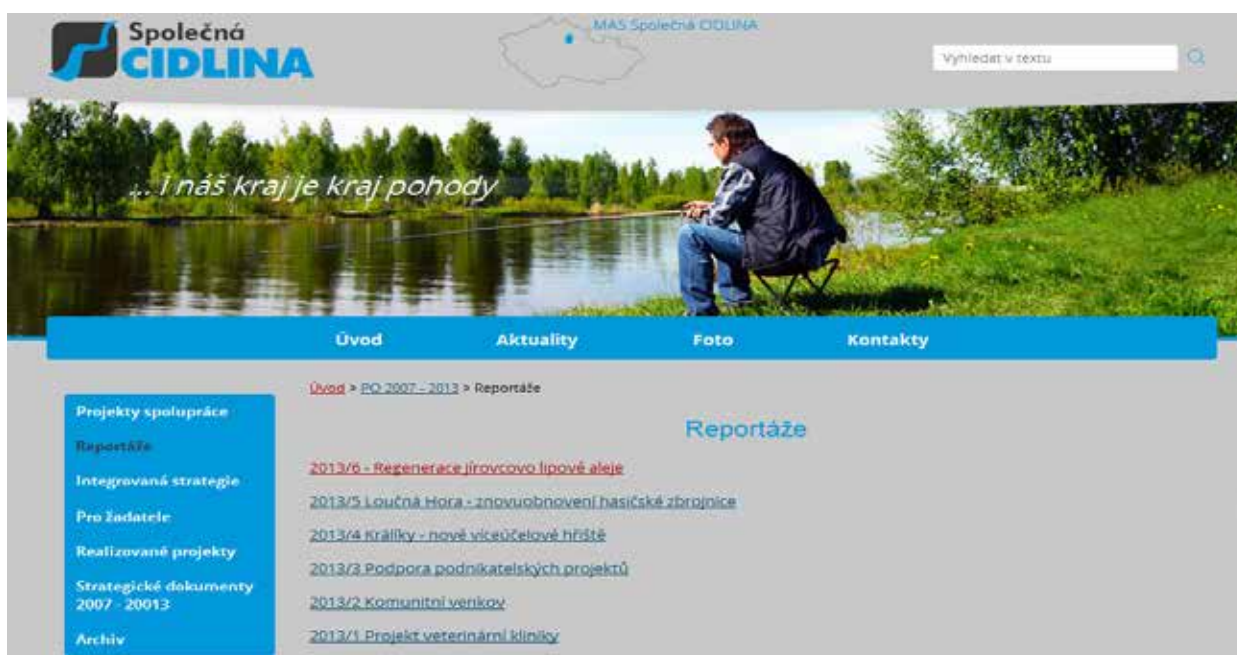 Společná
CIDLINA
MAS Společná CIDLINA
Vyhledat v textu
... i náš kraj je kraj pohody
Úvod Aktuality Foto Kontakty
Úvod > PO 2007 - 2013 > Reportáže
Projekty spolupráce
Reportáže
Integrovaná strategie
Pro žadatele
Realizované projekty
Strategické dokumenty
2007 - 20013
Archiv
Reportáže
2013/6 - Regenerace jírovcovo lipové aleje
2013/5 Loučná Hora - znovuobnovení hasičské zbrojnice
2013/4 Králíky - nové víceúčelové hřiště
2013/3 Podpora podnikatelských projektů
2013/2 Komunitní venkov
2013/1 Projekt veterinární kliniky